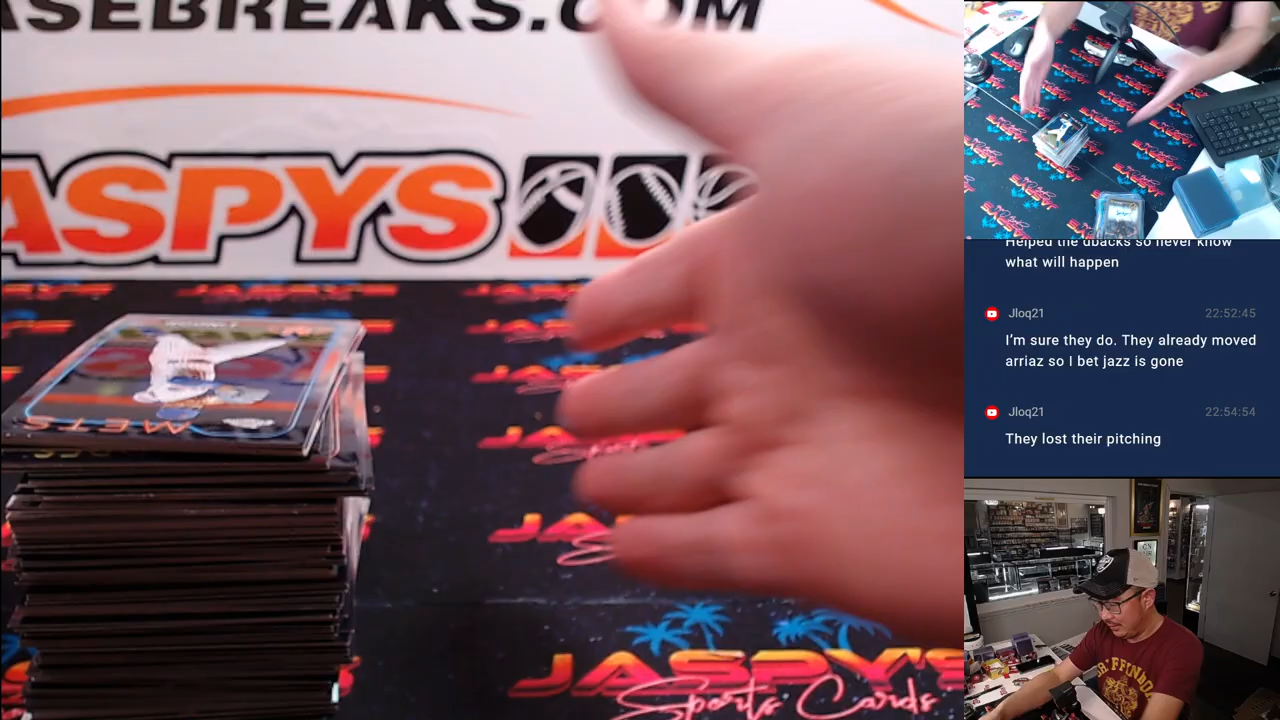 ASEBREAKS.COM
ASPYS
METS
JASPY'S
Sports Cards
Helped the dbacks so never know
what will happen
Jloq21 22:52:45
I'm sure they do. They already moved
arriaz so I bet jazz is gone
Jloq21 22:54:54
They lost their pitching